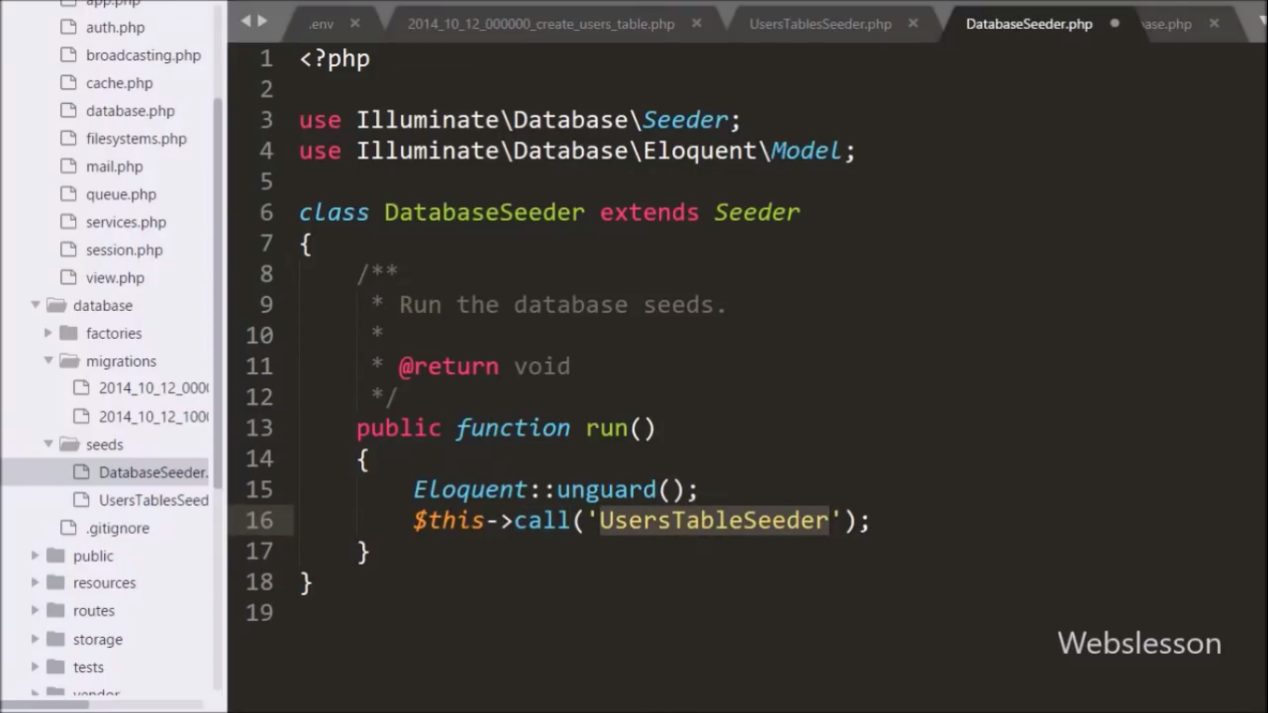 app.php
auth.php
broadcasting.php
cache.php
database.php
filesystems.php
mail.php
queue.php
services.php
session.php
view.php
database
factories
migrations
2014_10_12_000
2014_10_12_100
seeds
DatabaseSeeder.
UsersTablesSeed
.gitignore
public
resources
routes
storage
tests
vendor
.env
2014_10_12_000000_create_users_table.php
UsersTablesSeeder.php
DatabaseSeeder.php
ase.php
1 <?php
2
3 use Illuminate\Database\Seeder;
4 use Illuminate\Database\Eloquent\Model;
5
6 class DatabaseSeeder extends Seeder
7 {
8 /**
9 * Run the database seeds.
10 *
11 * @return void
12 */
13 public function run()
14 {
15 Eloquent::unguard();
16 $this->call('UsersTableSeeder');
17 }
18 }
19
Webslesson